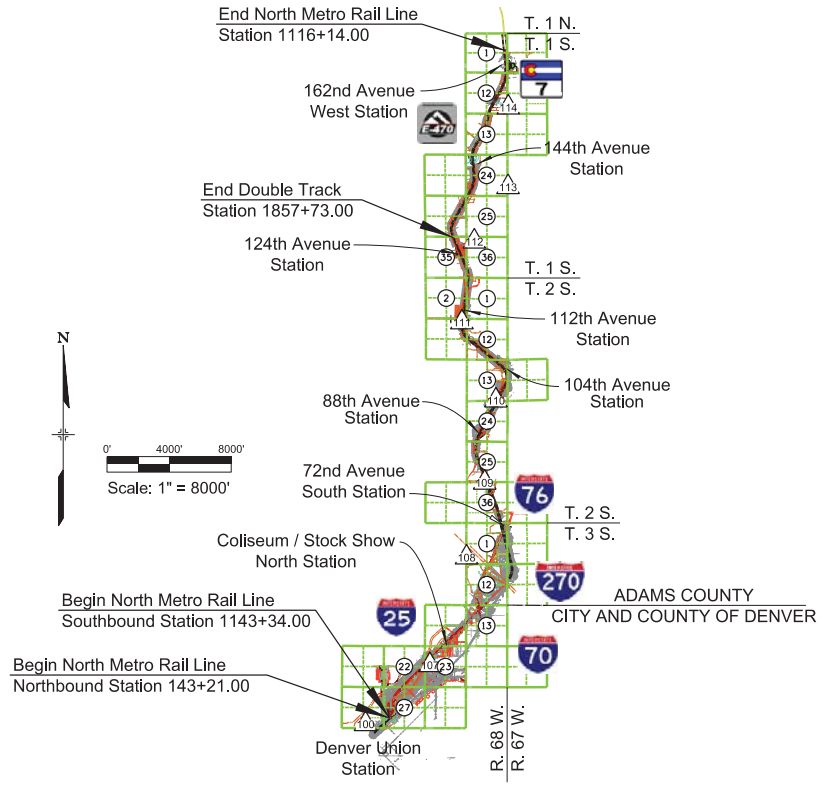 End North Metro Rail Line
Station 1116+14.00
T. 1 N.
T. 1 S.
1
162nd Avenue
West Station
7
12
114
E-470
13
144th Avenue
Station
24
113
End Double Track
Station 1857+73.00
25
124th Avenue
Station
112
35
36
T. 1 S.
T. 2 S.
2
1
112th Avenue
Station
111
12
N
13
104th Avenue
Station
110
88th Avenue
Station
24
0'
4000'
8000'
Scale: 1" = 8000'
25
72nd Avenue
South Station
109
36
76
T. 2 S.
T. 3 S.
Coliseum / Stock Show
North Station
1
108
12
270
ADAMS COUNTY
CITY AND COUNTY OF DENVER
Begin North Metro Rail Line
Southbound Station 1143+34.00
25
13
70
Begin North Metro Rail Line
Northbound Station 143+21.00
22
107
23
27
100
Denver Union
Station
R. 68 W.
R. 67 W.